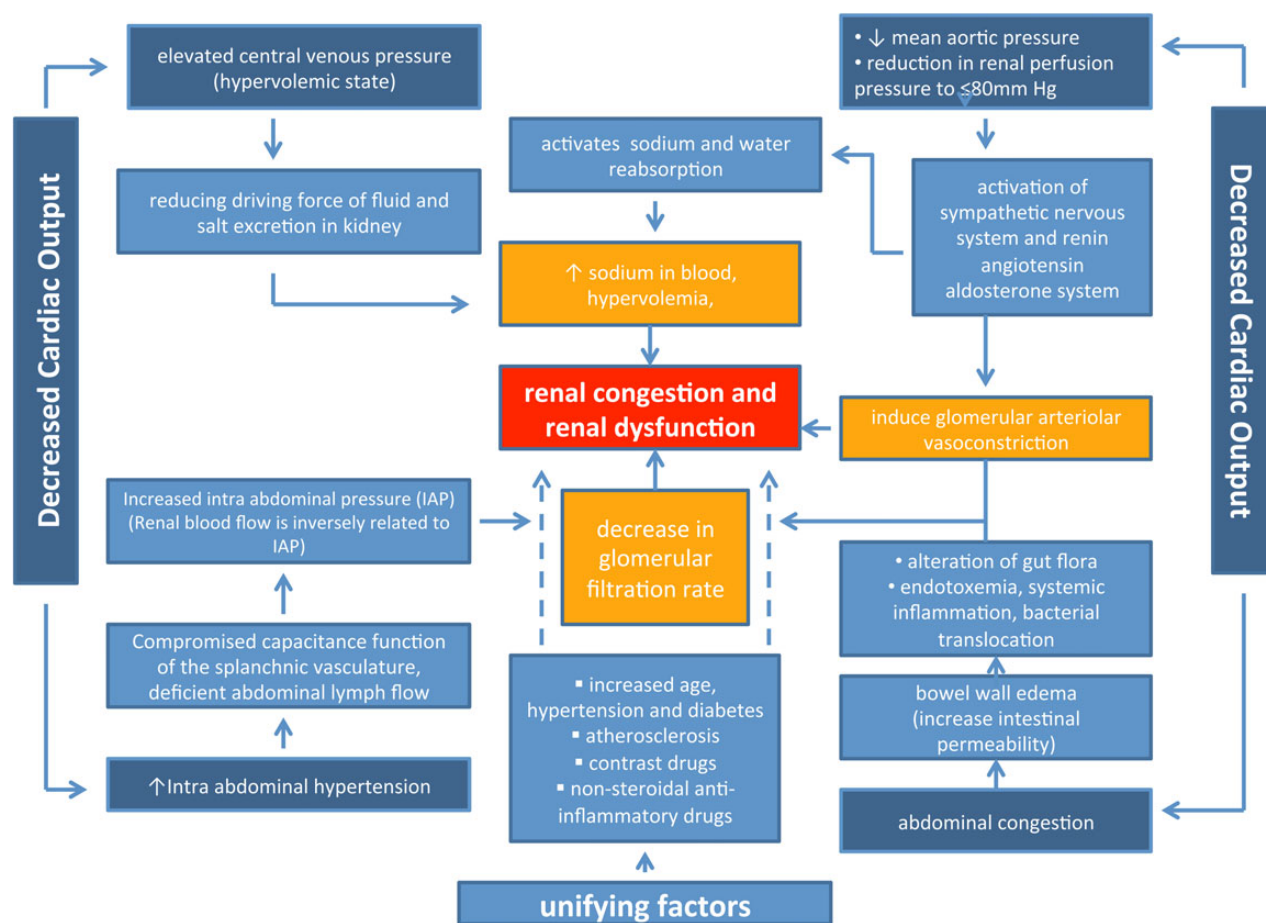 Decreased Cardiac Output
elevated central venous pressure
(hypervolemic state)
reducing driving force of fluid and
salt excretion in kidney
• ↓ mean aortic pressure
• reduction in renal perfusion
pressure to ≤80mm Hg
activates sodium and water
reabsorption
activation of
sympathetic nervous
system and renin
angiotensin
aldosterone system
↑ sodium in blood,
hypervolemia,
renal congestion and
renal dysfunction
induce glomerular arteriolar
vasoconstriction
Increased intra abdominal pressure (IAP)
(Renal blood flow is inversely related to
IAP)
decrease in
glomerular
filtration rate
• alteration of gut flora
• endotoxemia, systemic
inflammation, bacterial
translocation
Compromised capacitance function
of the splanchnic vasculature,
deficient abdominal lymph flow
▪ increased age,
hypertension and diabetes
▪ atherosclerosis
▪ contrast drugs
▪ non-steroidal anti-
inflammatory drugs
bowel wall edema
(increase intestinal
permeability)
↑Intra abdominal hypertension
abdominal congestion
unifying factors
Decreased Cardiac Output